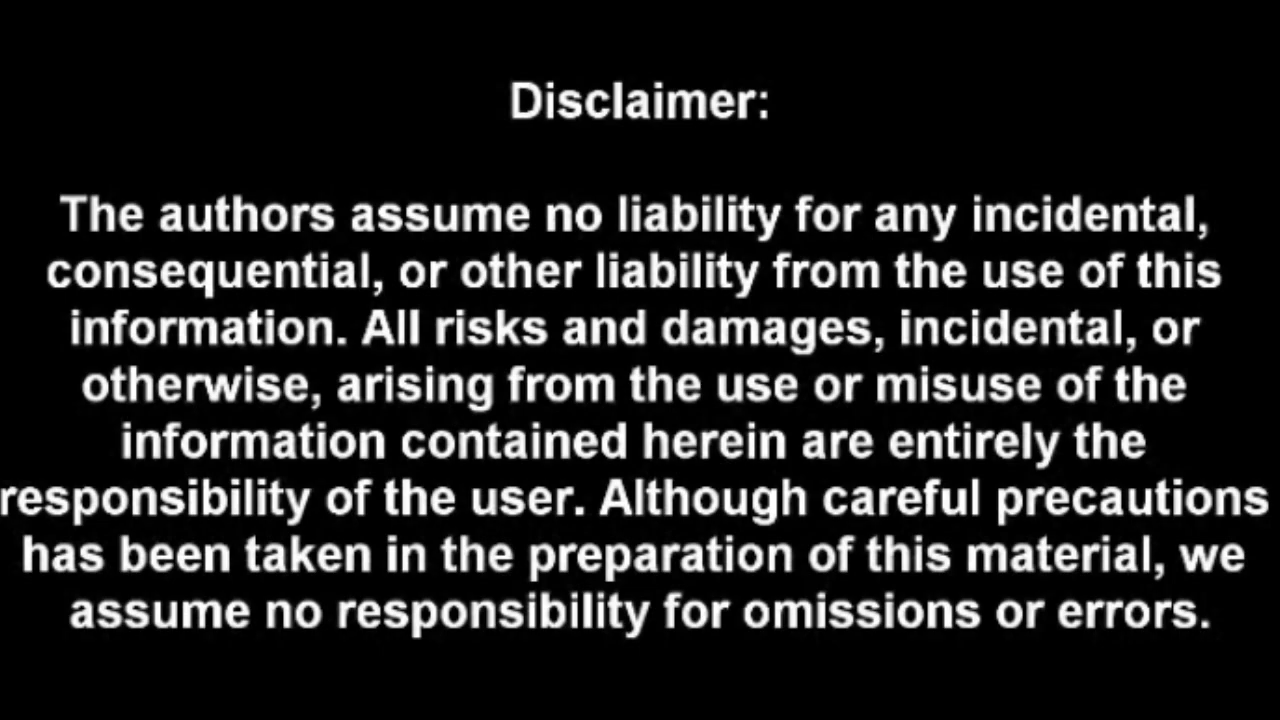 Disclaimer:
The authors assume no liability for any incidental,
consequential, or other liability from the use of this
information. All risks and damages, incidental, or
otherwise, arising from the use or misuse of the
information contained herein are entirely the
responsibility of the user. Although careful precautions
has been taken in the preparation of this material, we
assume no responsibility for omissions or errors.